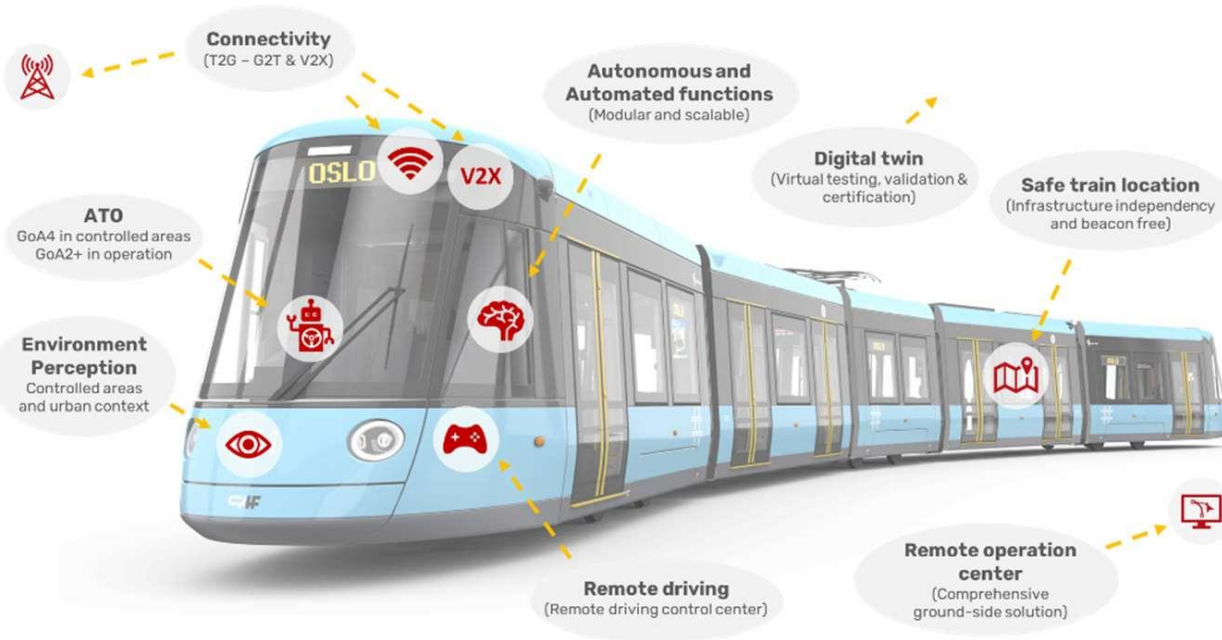 Connectivity
(T2G – G2T & V2X)
Autonomous and
Automated functions
(Modular and scalable)
Digital twin
(Virtual testing, validation &
certification)
Safe train location
(Infrastructure independency
and beacon free)
OSLO
V2X
ATO
GoA4 in controlled areas
GoA2+ in operation
Environment
Perception
Controlled areas
and urban context
Remote driving
(Remote driving control center)
Remote operation
center
(Comprehensive
ground-side solution)